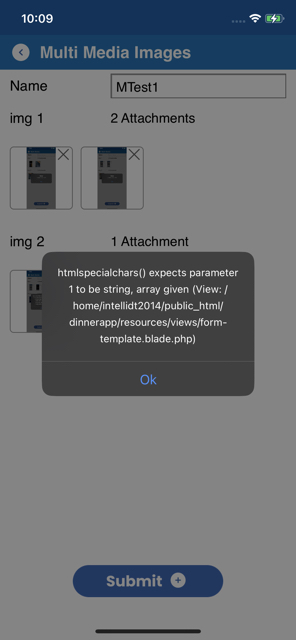 10:09
Multi Media Images
Name
MTest1
img 1
2 Attachments
img 2
1 Attachment
htmlspecialchars() expects parameter
1 to be string, array given (View: /
home/intellidt2014/public_html/
dinnerapp/resources/views/form-
template.blade.php)
Ok
Submit